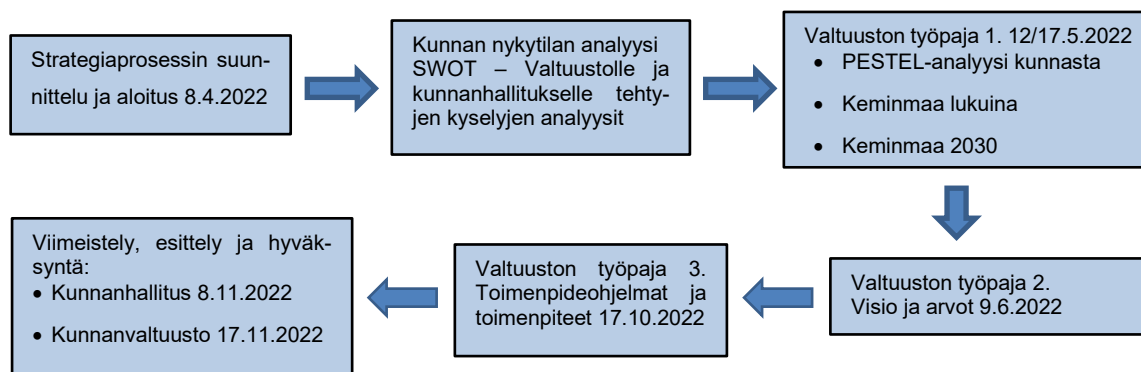 Strategiaprosessin suun-
nittelu ja aloitus 8.4.2022
Kunnan nykytilan analyysi
SWOT – Valtuustolle ja
kunnanhallitukselle tehty-
jen kyselyjen analyysit
Valtuuston työpaja 1. 12/17.5.2022
• PESTEL-analyysi kunnasta
• Keminmaa lukuina
• Keminmaa 2030
Valtuuston työpaja 2.
Visio ja arvot 9.6.2022
Valtuuston työpaja 3.
Toimenpideohjelmat ja
toimenpiteet 17.10.2022
Viimeistely, esittely ja hyväk-
syntä:
• Kunnanhallitus 8.11.2022
• Kunnanvaltuusto 17.11.2022